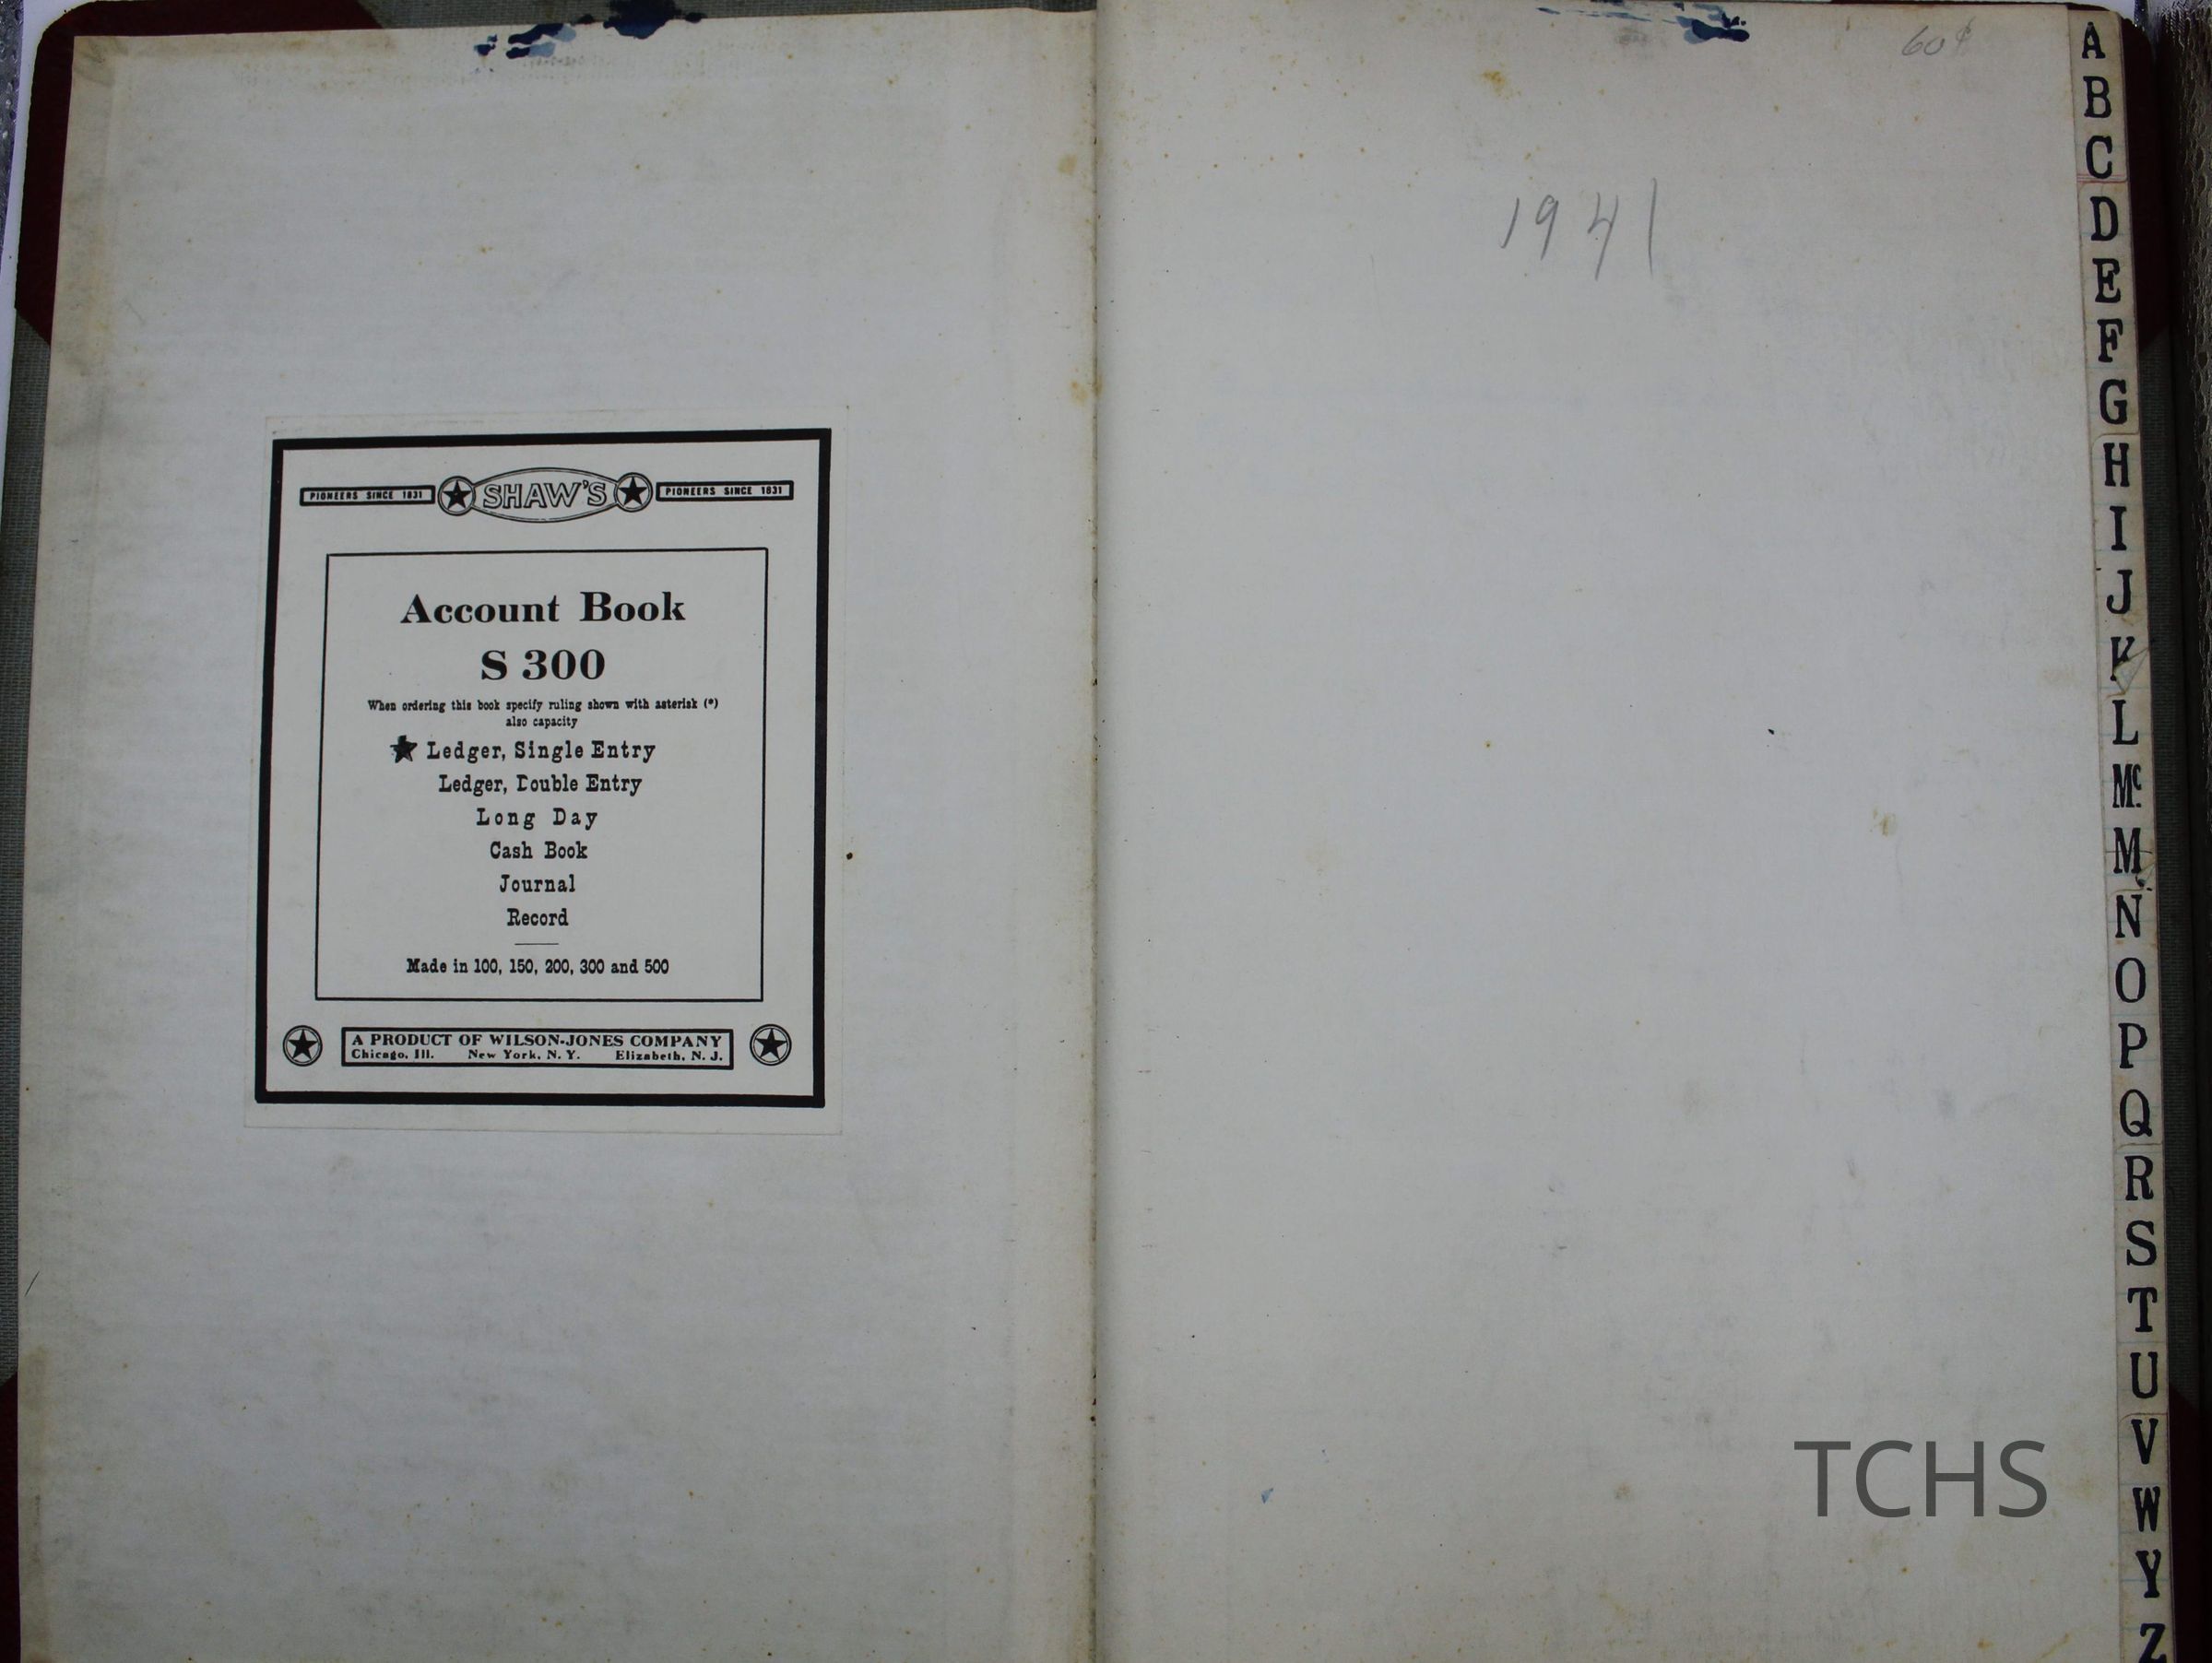 PIONEERS SINCE 1831 SHAW'S PIONEERS SINCE 1831
Account Book
S 300
When ordering this book specify ruling shown with asterisk (*)
also capacity
★ Ledger, Single Entry
Ledger, Double Entry
Long Day
Cash Book
Journal
Record
Made in 100, 150, 200, 300 and 500
A PRODUCT OF WILSON-JONES COMPANY
Chicago, Ill. New York, N. Y. Elizabeth, N. J.
60¢
1941
A
B
C
D
E
F
G
H
I
J
K
L
Mc.
M
N
O
P
Q
R
S
T
U
V
W
Y
Z
TCHS